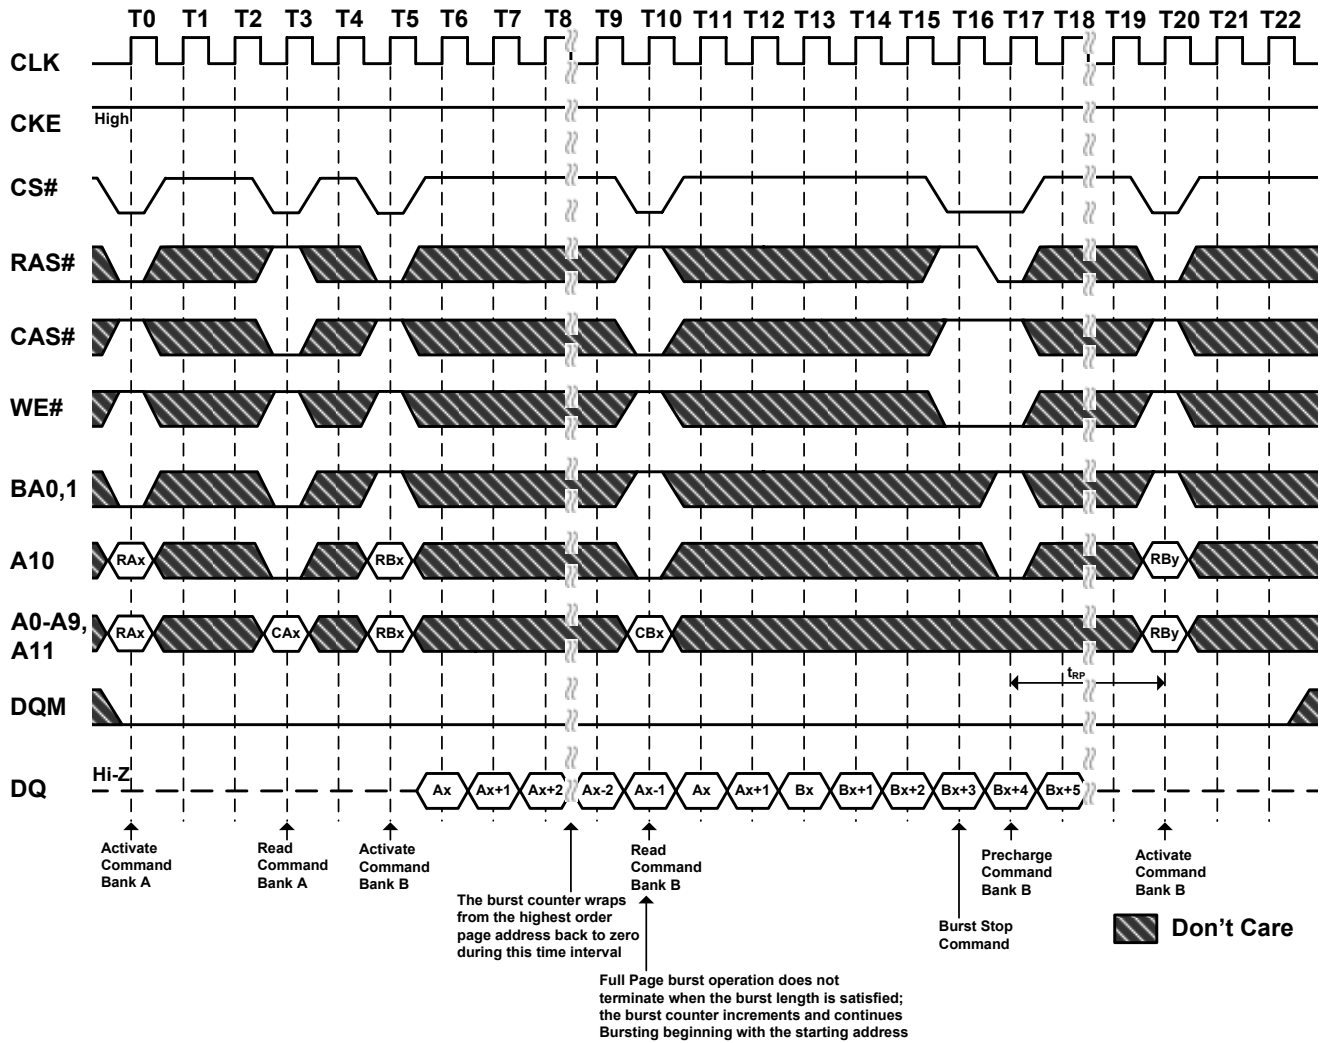 T0 T1 T2 T3 T4 T5 T6 T7 T8 T9 T10 T11 T12 T13 T14 T15 T16 T17 T18 T19 T20 T21 T22
CLK
CKE High
CS#
RAS#
CAS#
WE#
BA0,1
A10 RAx RBx RBy
A0-A9,
A11
RAx CAx RBx CBx RBy
tRP
DQM
Hi-Z
DQ Ax Ax+1 Ax+2 Ax-2 Ax-1 Ax Ax+1 Bx Bx+1 Bx+2 Bx+3 Bx+4 Bx+5
Activate
Command
Bank A
Read
Command
Bank A
Activate
Command
Bank B
The burst counter wraps
from the highest order
page address back to zero
during this time interval
Read
Command
Bank B
Full Page burst operation does not
terminate when the burst length is satisfied;
the burst counter increments and continues
Bursting beginning with the starting address
Burst Stop
Command
Precharge
Command
Bank B
Activate
Command
Bank B
Don't Care